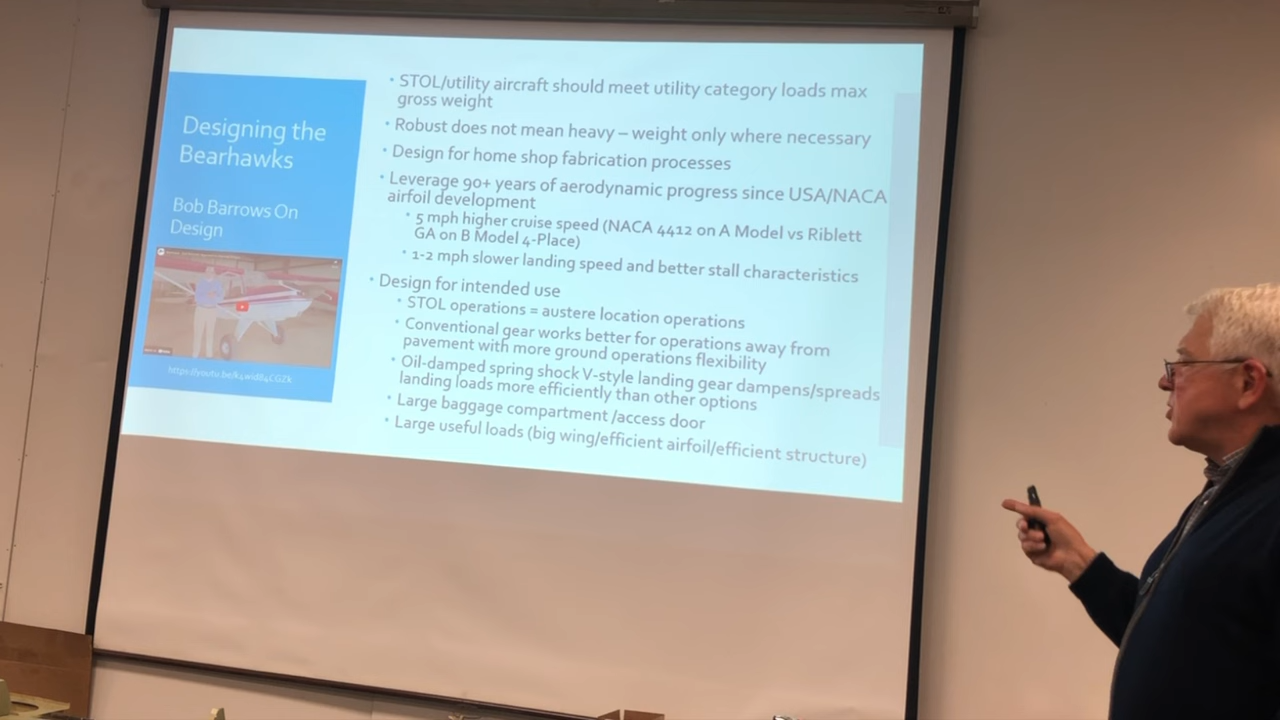 Designing the
Bearhawks
Bob Barrows On
Design
https://youtu.be/k4wid84CGZk
• STOL/utility aircraft should meet utility category loads max
gross weight
• Robust does not mean heavy – weight only where necessary
• Design for home shop fabrication processes
• Leverage 90+ years of aerodynamic progress since USA/NACA
airfoil development
• 5 mph higher cruise speed (NACA 4412 on A Model vs Riblett
GA on B Model 4-Place)
• 1-2 mph slower landing speed and better stall characteristics
• Design for intended use
• STOL operations = austere location operations
• Conventional gear works better for operations away from
pavement with more ground operations flexibility
• Oil-damped spring shock V-style landing gear dampens/spreads
landing loads more efficiently than other options
• Large baggage compartment /access door
• Large useful loads (big wing/efficient airfoil/efficient structure)